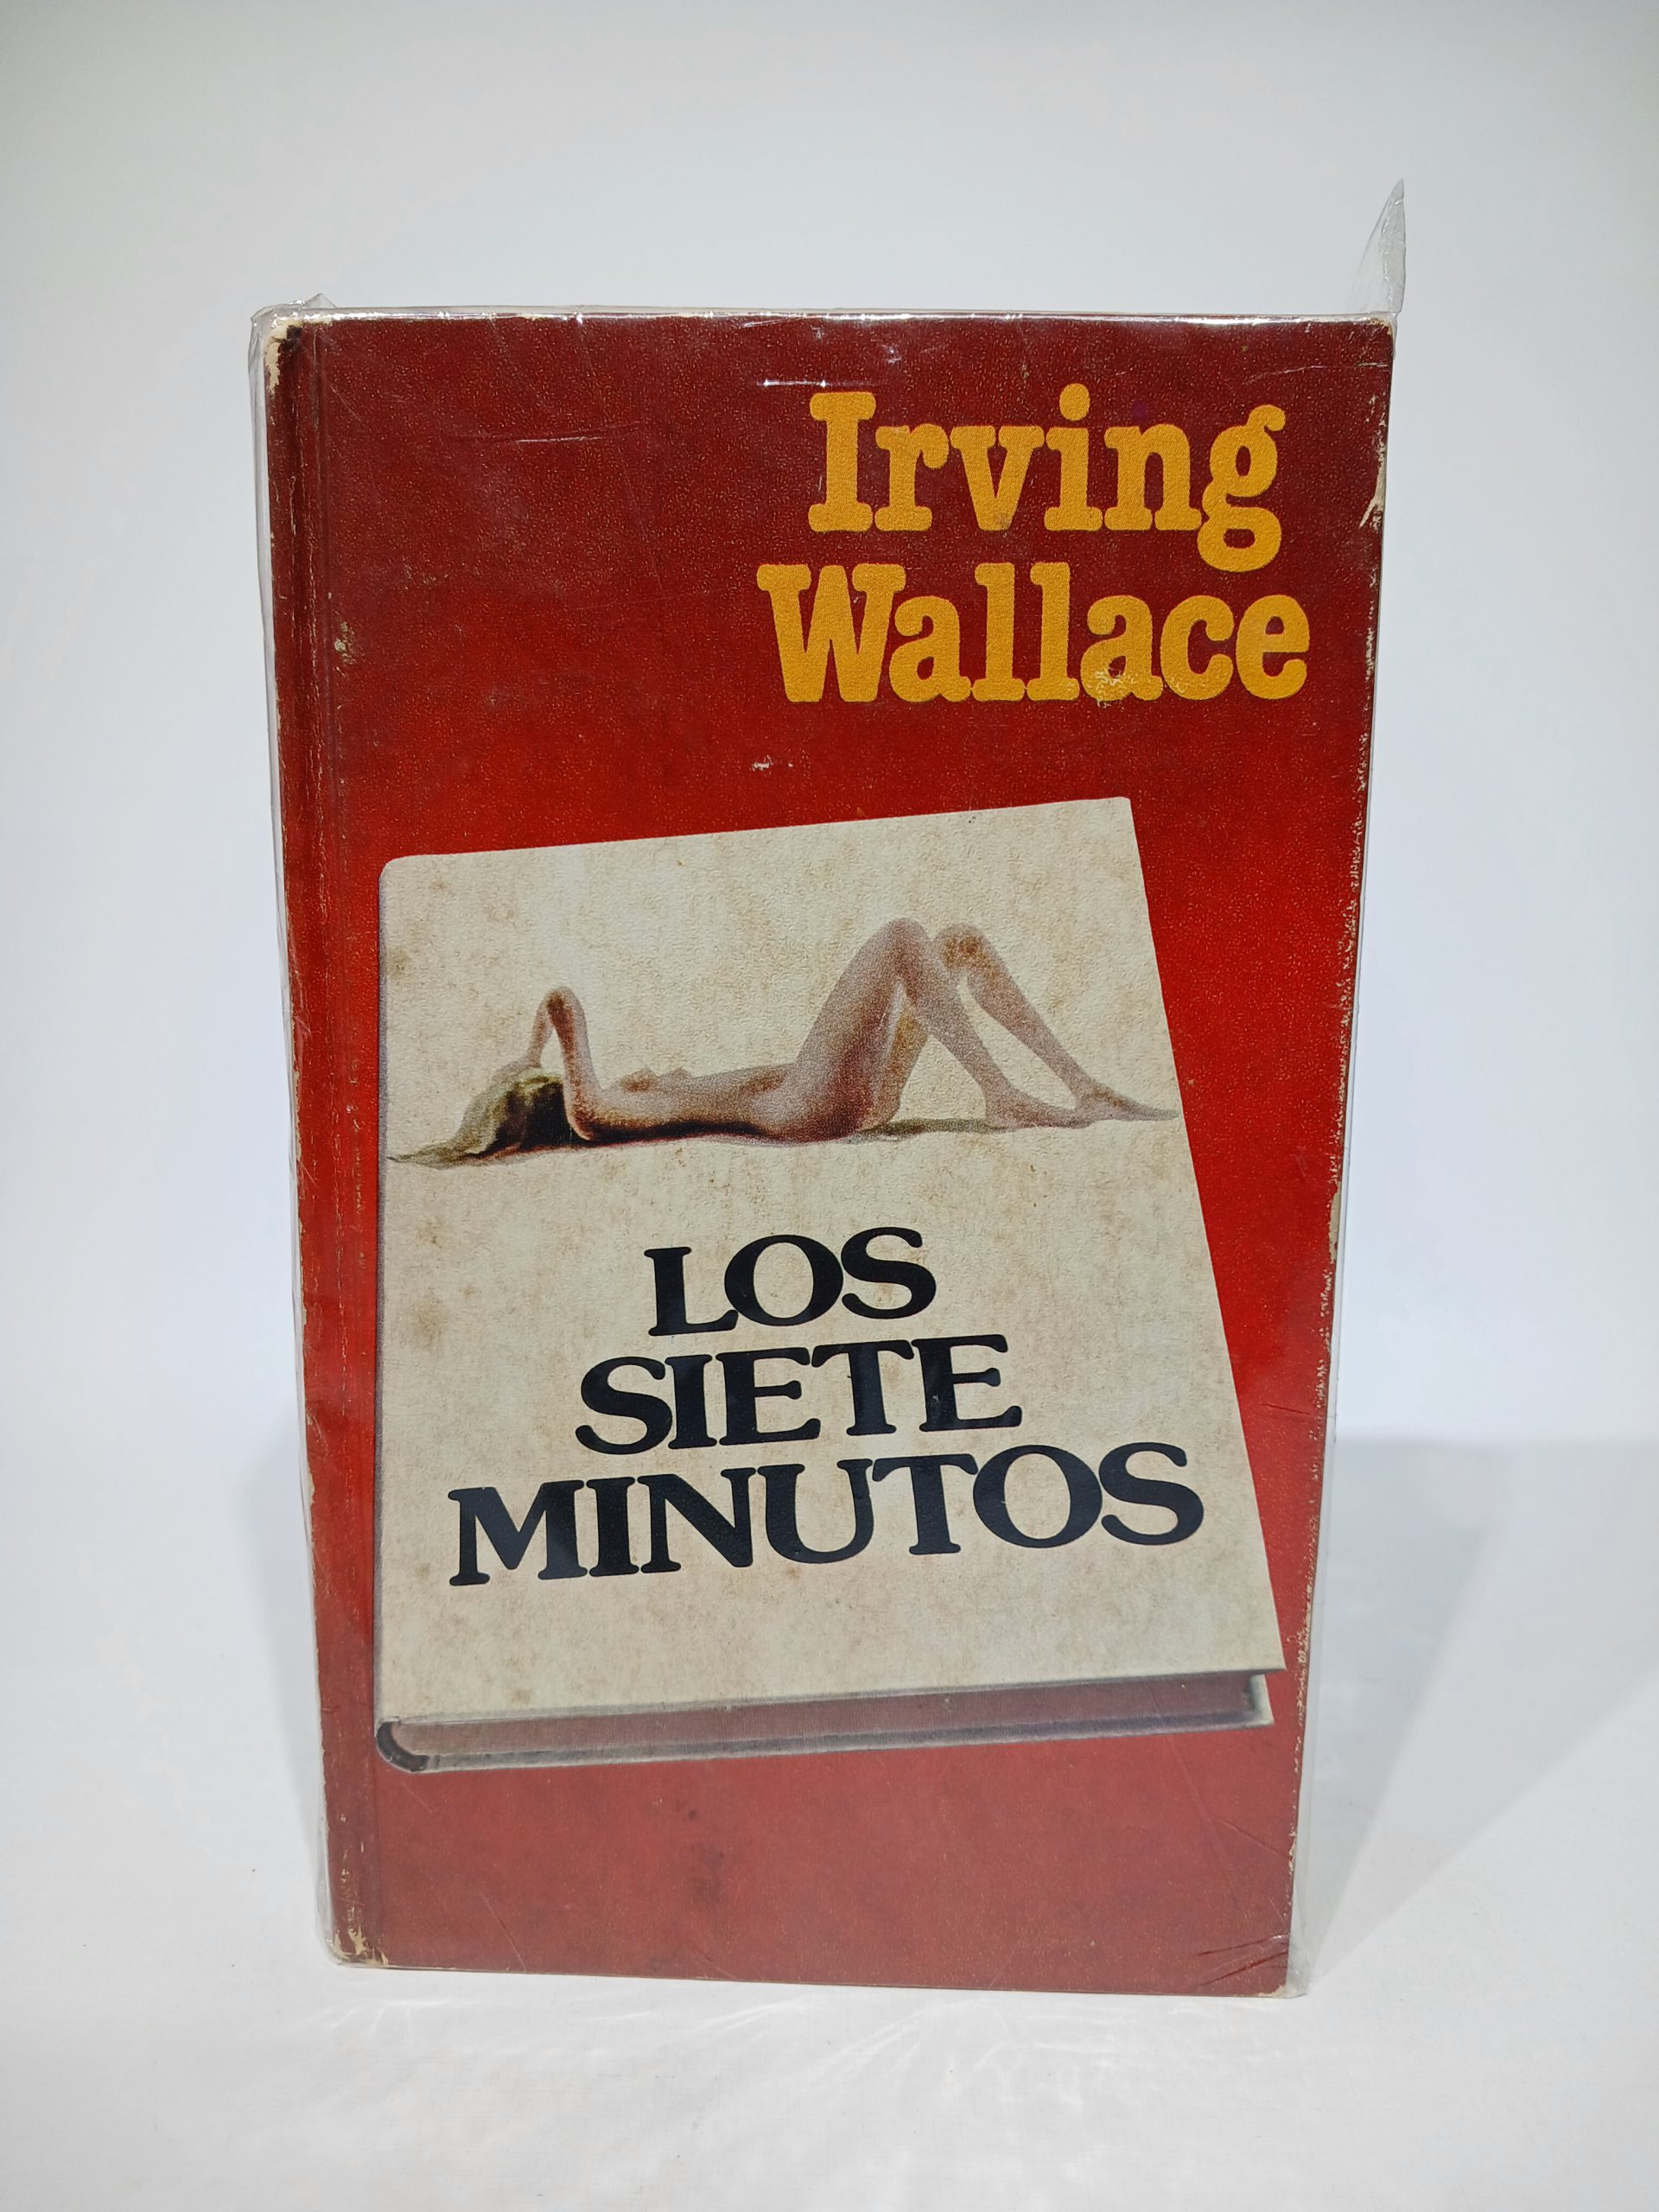 Irving
Wallace
LOS
SIETE
MINUTOS